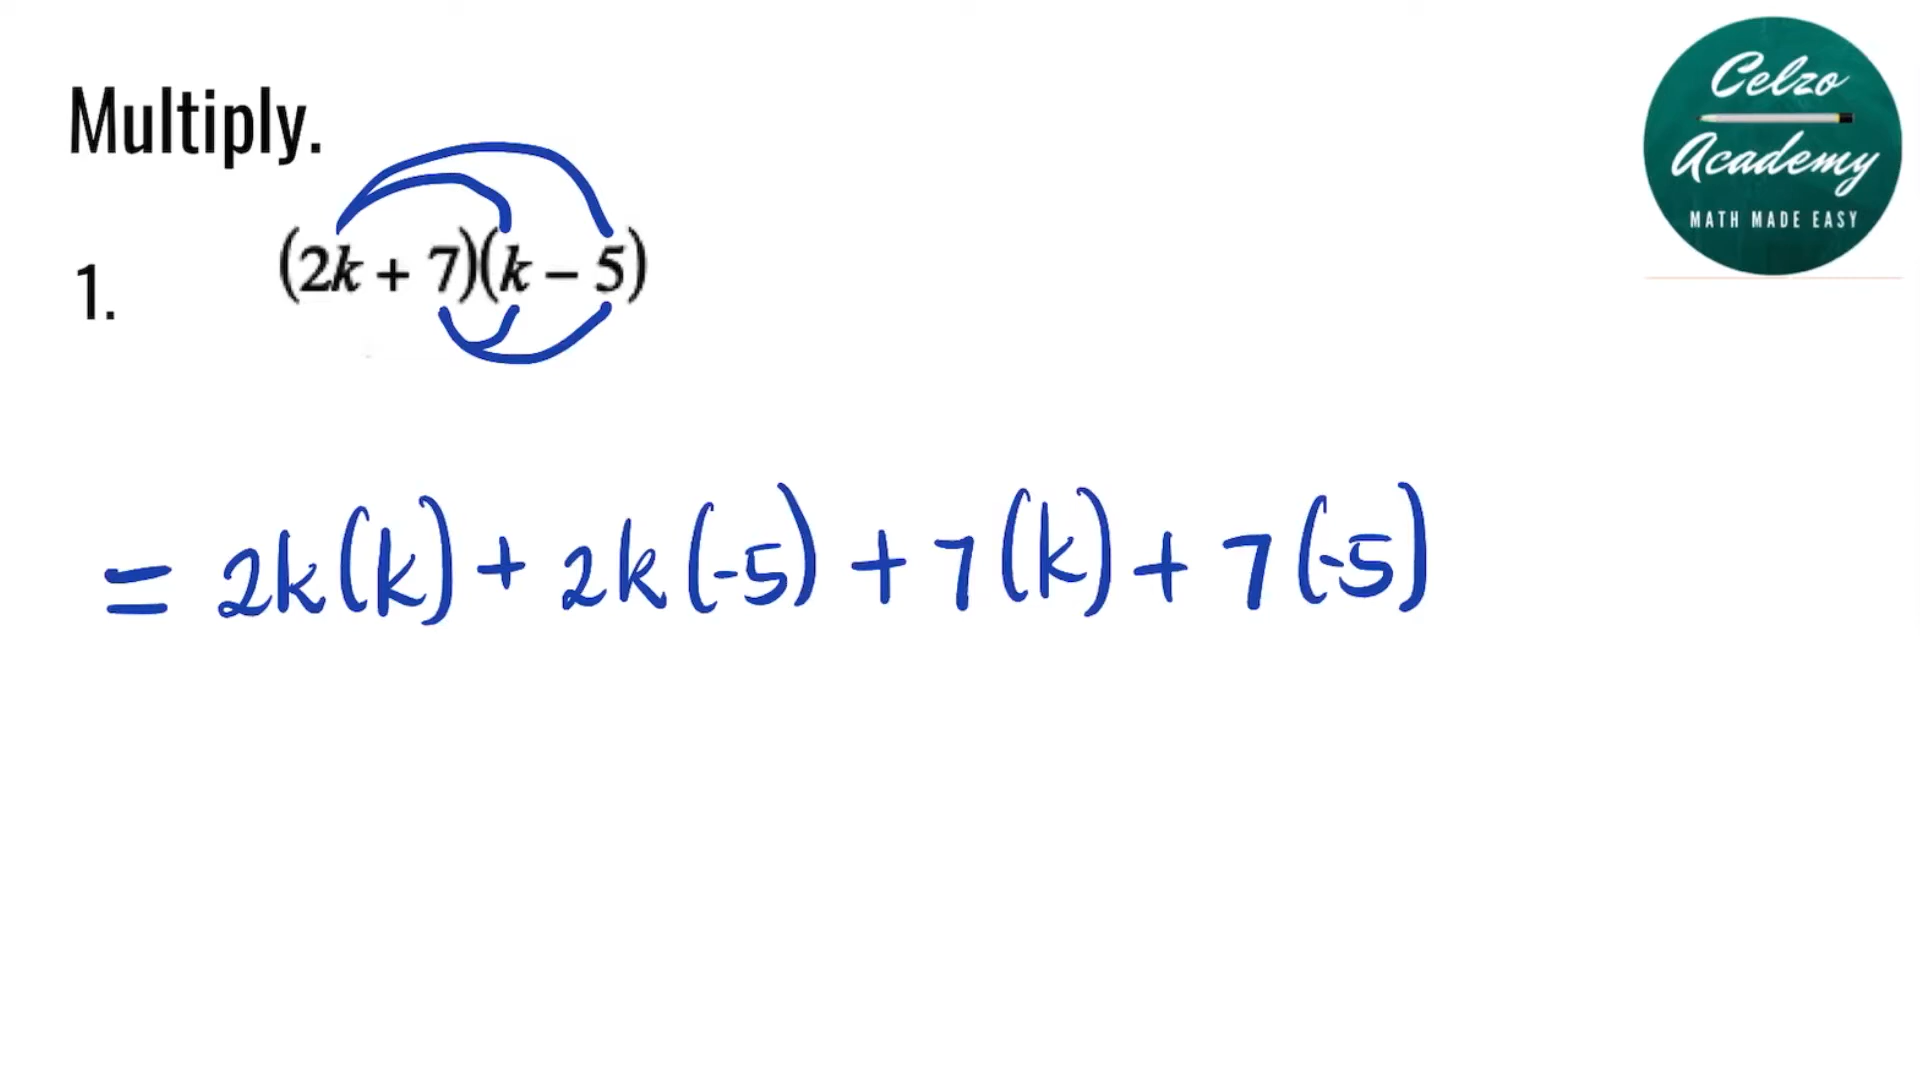 Multiply.
1. (2k + 7)(k − 5)
= 2k(k) + 2k(-5) + 7(k) + 7(-5)
Celzo
Academy
MATH MADE EASY